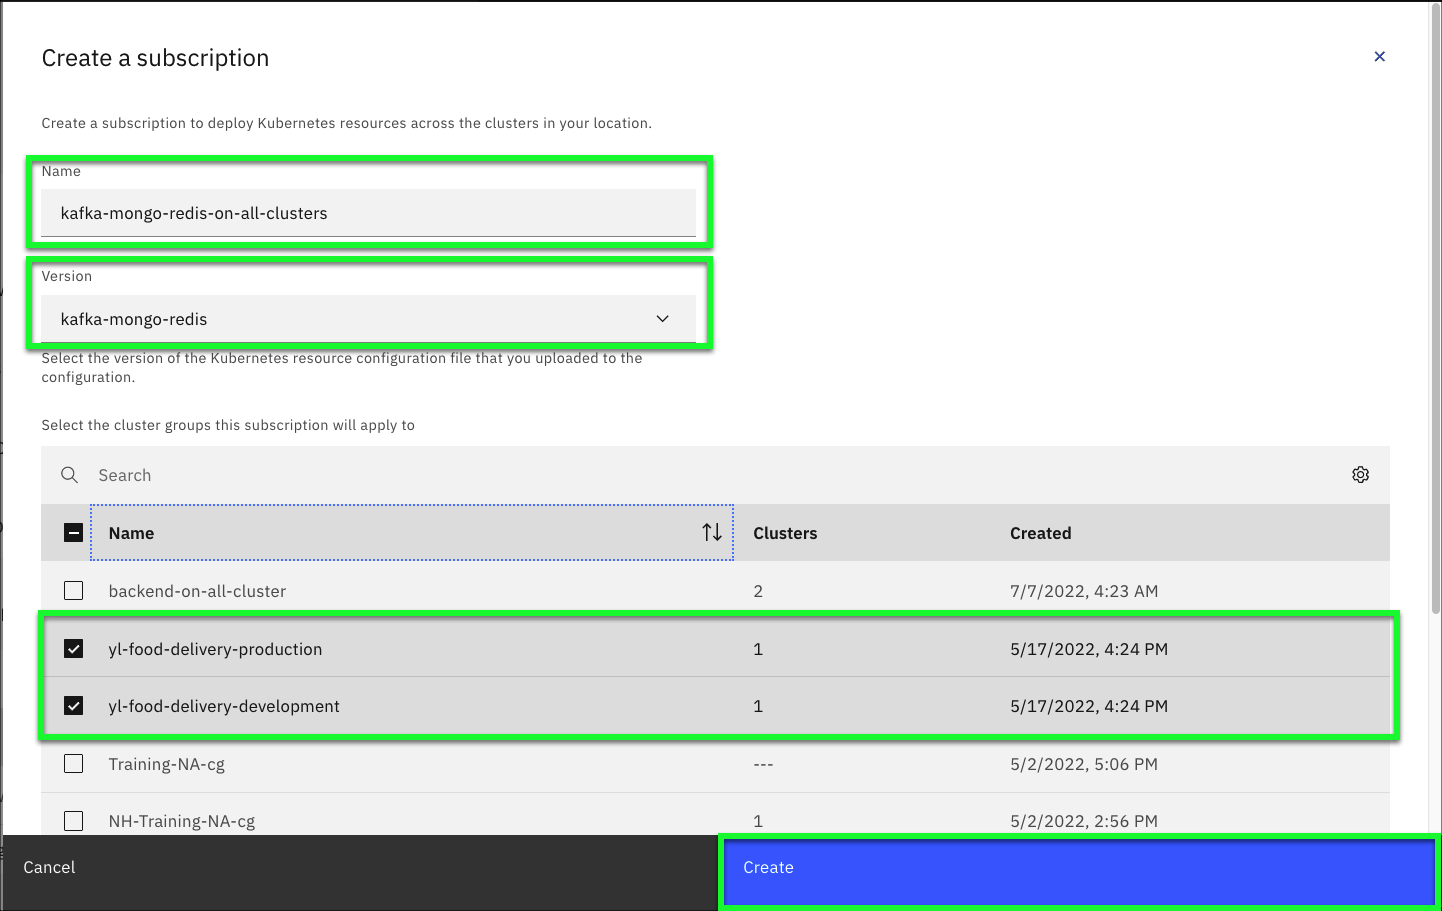 Create a subscription
Create a subscription to deploy Kubernetes resources across the clusters in your location.
Name
kafka-mongo-redis-on-all-clusters
Version
kafka-mongo-redis
Select the version of the Kubernetes resource configuration file that you uploaded to the
configuration.
Select the cluster groups this subscription will apply to
Search
Name Clusters Created
backend-on-all-cluster 2 7/7/2022, 4:23 AM
yl-food-delivery-production 1 5/17/2022, 4:24 PM
yl-food-delivery-development 1 5/17/2022, 4:24 PM
Training-NA-cg --- 5/2/2022, 5:06 PM
NH-Training-NA-cg 1 5/2/2022, 2:56 PM
Cancel Create